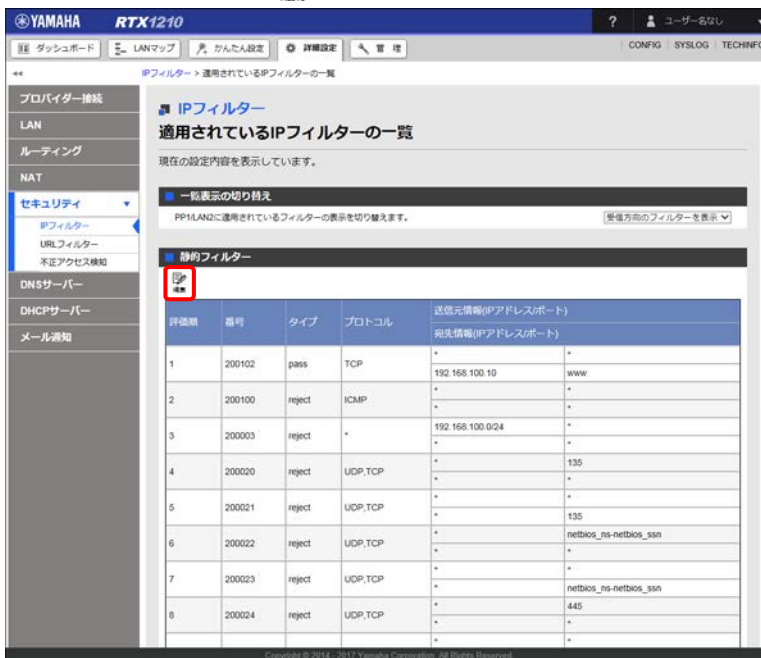 YAMAHA RTX1210 ? ユーザーなし
ダッシュボード LANマップ かんたん設定 詳細設定 管理 CONFIG SYSLOG TECHINFO
IPフィルター > 適用されているIPフィルターの一覧
プロバイダー接続
LAN
ルーティング
NAT
セキュリティ
IPフィルター
URLフィルター
不正アクセス検知
DNSサーバー
DHCPサーバー
メール通知
IPフィルター
適用されているIPフィルターの一覧
現在の設定内容を表示しています。
一覧表示の切り替え
PP1/LAN2に適用されているフィルターの表示を切り替えます。 受信方向のフィルターを表示
静的フィルター
編集
評価順 番号 タイプ プロトコル 送信元情報(IPアドレス/ポート)
宛先情報(IPアドレス/ポート)
1 200102 pass TCP * *
192.168.100.10 www
2 200100 reject ICMP * *
* *
3 200003 reject * 192.168.100.0/24 *
* *
4 200020 reject UDP,TCP * 135
* *
5 200021 reject UDP,TCP * *
* 135
6 200022 reject UDP,TCP * netbios_ns-netbios_ssn
* *
7 200023 reject UDP,TCP * *
* netbios_ns-netbios_ssn
8 200024 reject UDP,TCP * 445
* *
* *
Copyright © 2014 - 2017 Yamaha Corporation. All Rights Reserved.